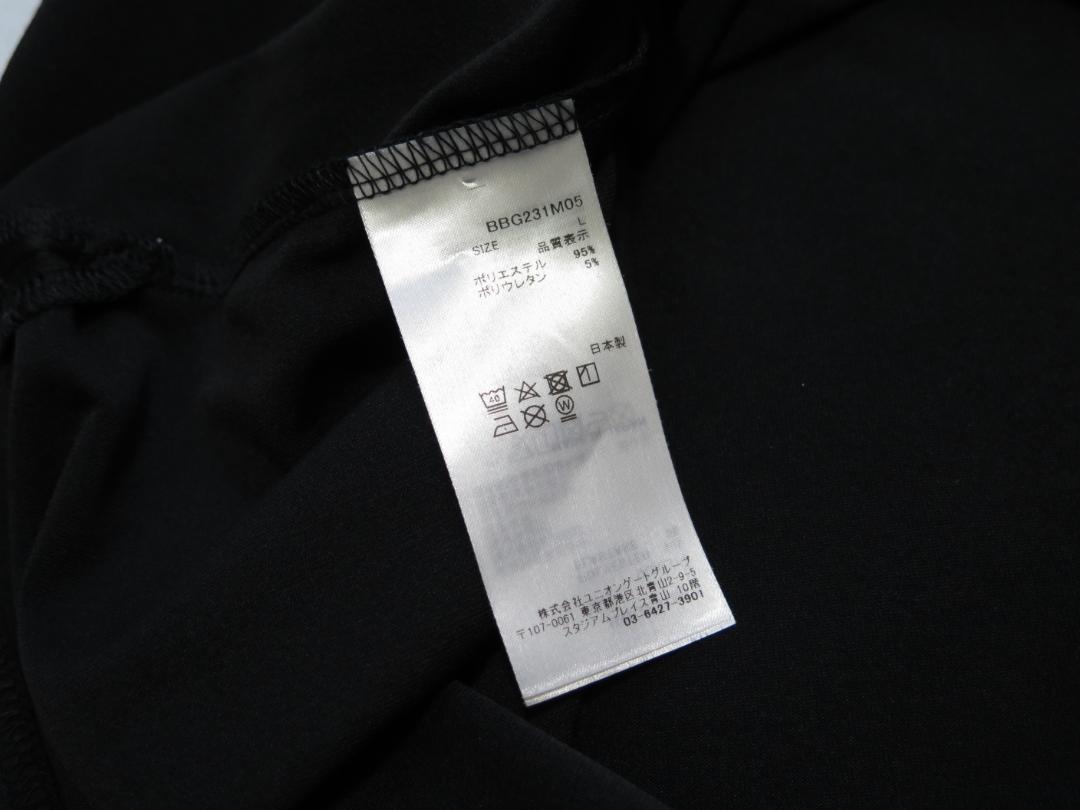 BBG231M05
SIZE L
品質表示
ポリエステル 95%
ポリウレタン 5%
日本製
40
W
株式会社ユニオンゲートグループ
〒107-0061 東京都港区北青山2-9-5
スタジアムプレイス青山 10階
03-6427-3901